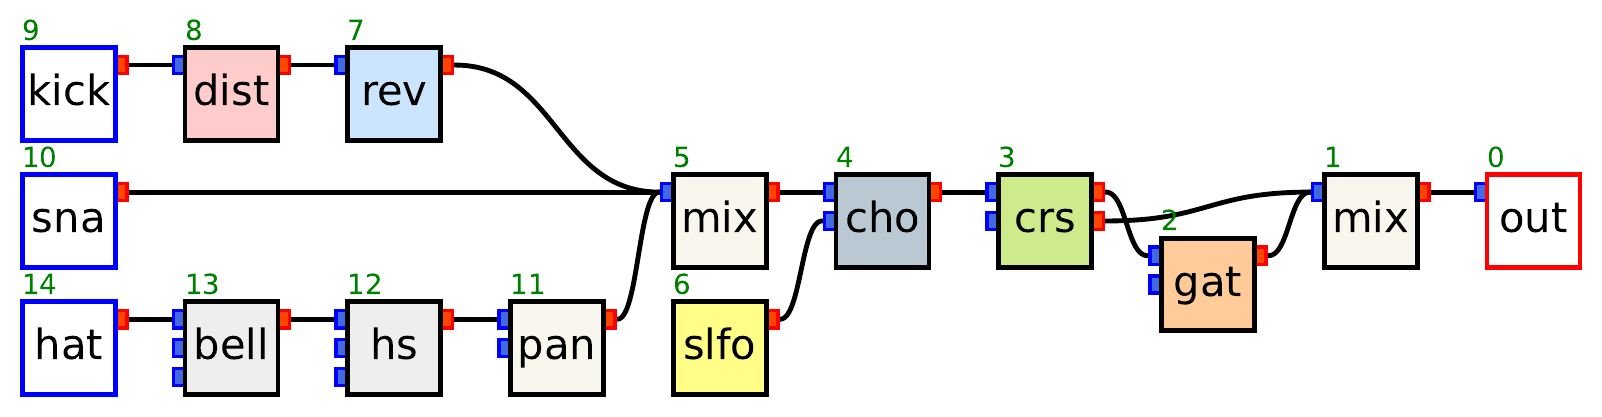 9 8 7
kick dist rev
10 5 4 3 1 0
sna mix cho crs mix out
2
gat
14 13 12 11 6
hat bell hs pan slfo